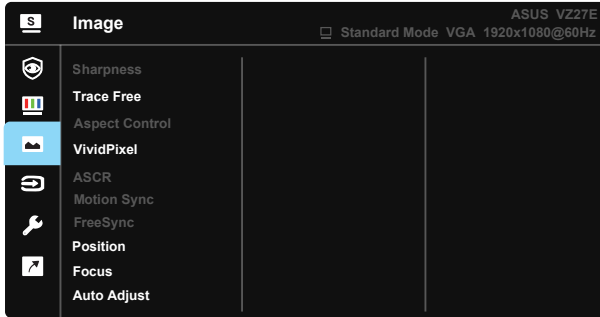 S
Image
ASUS VZ27E
Standard Mode VGA 1920x1080@60Hz
Sharpness
Trace Free
Aspect Control
VividPixel
ASCR
Motion Sync
FreeSync
Position
Focus
Auto Adjust